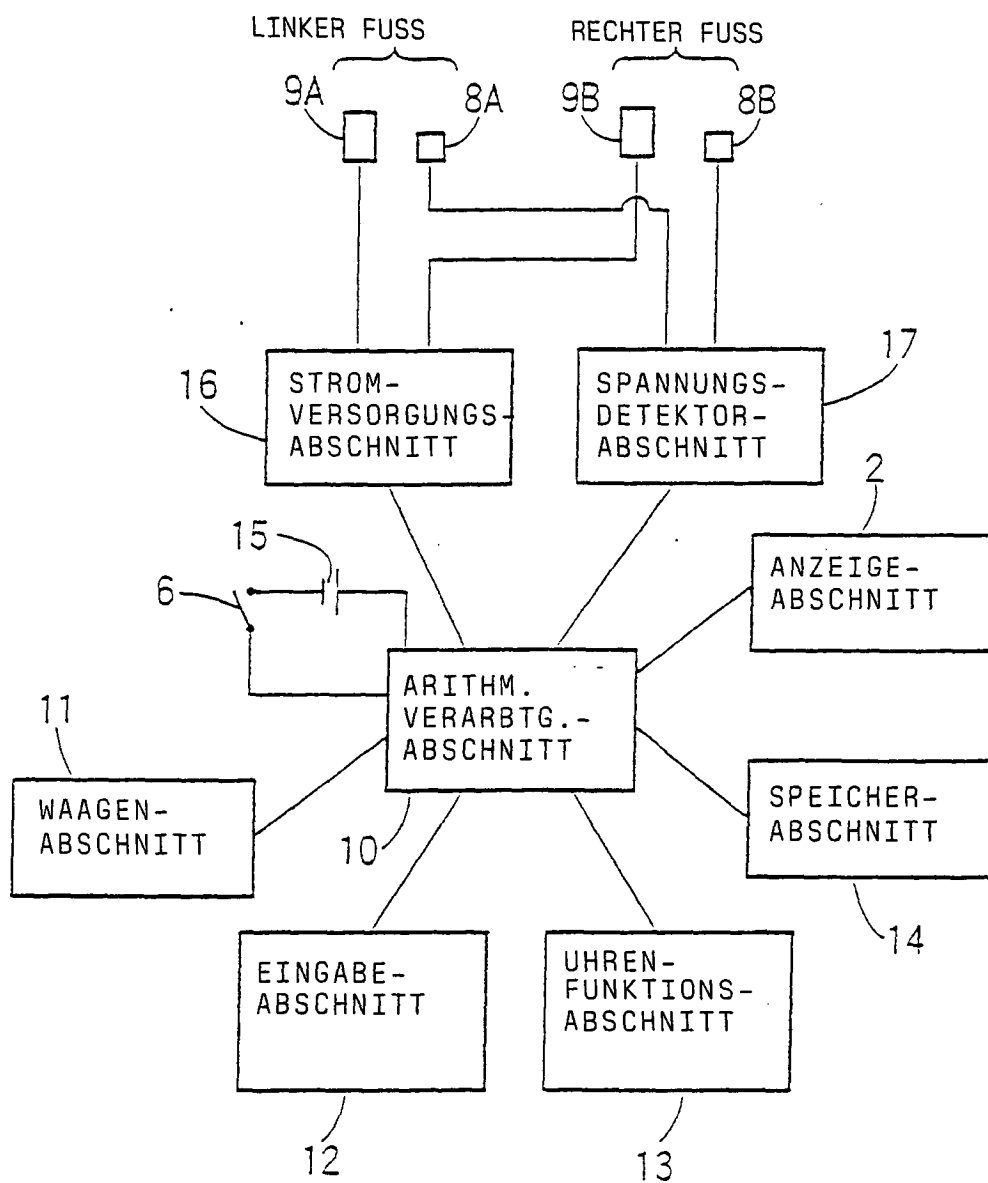 LINKER FUSS
RECHTER FUSS
9A
8A
9B
8B
16
STROM-
VERSORGUNGS-
ABSCHNITT
SPANNUNGS-
DETEKTOR-
ABSCHNITT
17
2
15
6
ANZEIGE-
ABSCHNITT
ARITHM.
VERARBTG.-
ABSCHNITT
11
WAAGEN-
ABSCHNITT
10
SPEICHER-
ABSCHNITT
14
EINGABE-
ABSCHNITT
UHREN-
FUNKTIONS-
ABSCHNITT
12
13